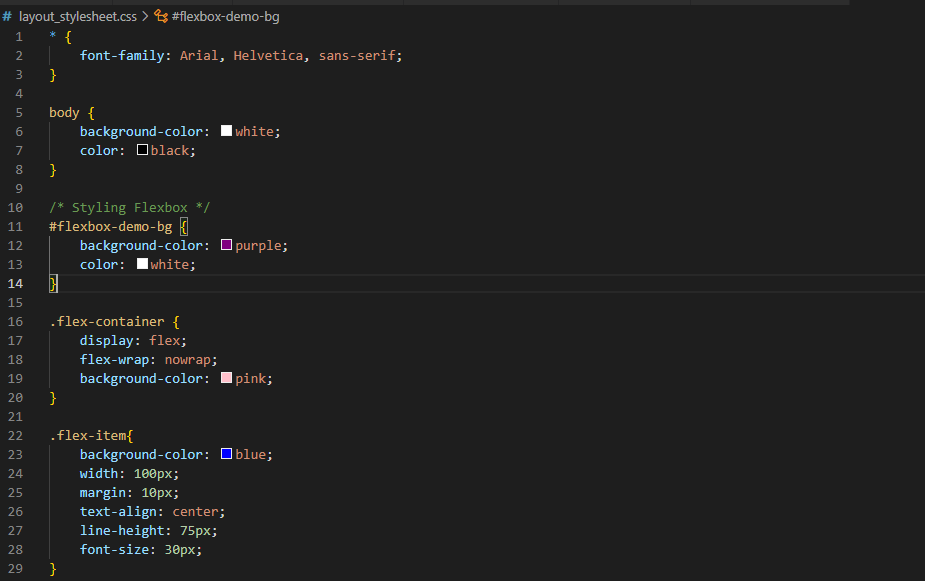 # layout_stylesheet.css > #flexbox-demo-bg
1 * {
2 font-family: Arial, Helvetica, sans-serif;
3 }
4
5 body {
6 background-color: white;
7 color: black;
8 }
9
10 /* Styling Flexbox */
11 #flexbox-demo-bg {
12 background-color: purple;
13 color: white;
14 }
15
16 .flex-container {
17 display: flex;
18 flex-wrap: nowrap;
19 background-color: pink;
20 }
21
22 .flex-item{
23 background-color: blue;
24 width: 100px;
25 margin: 10px;
26 text-align: center;
27 line-height: 75px;
28 font-size: 30px;
29 }